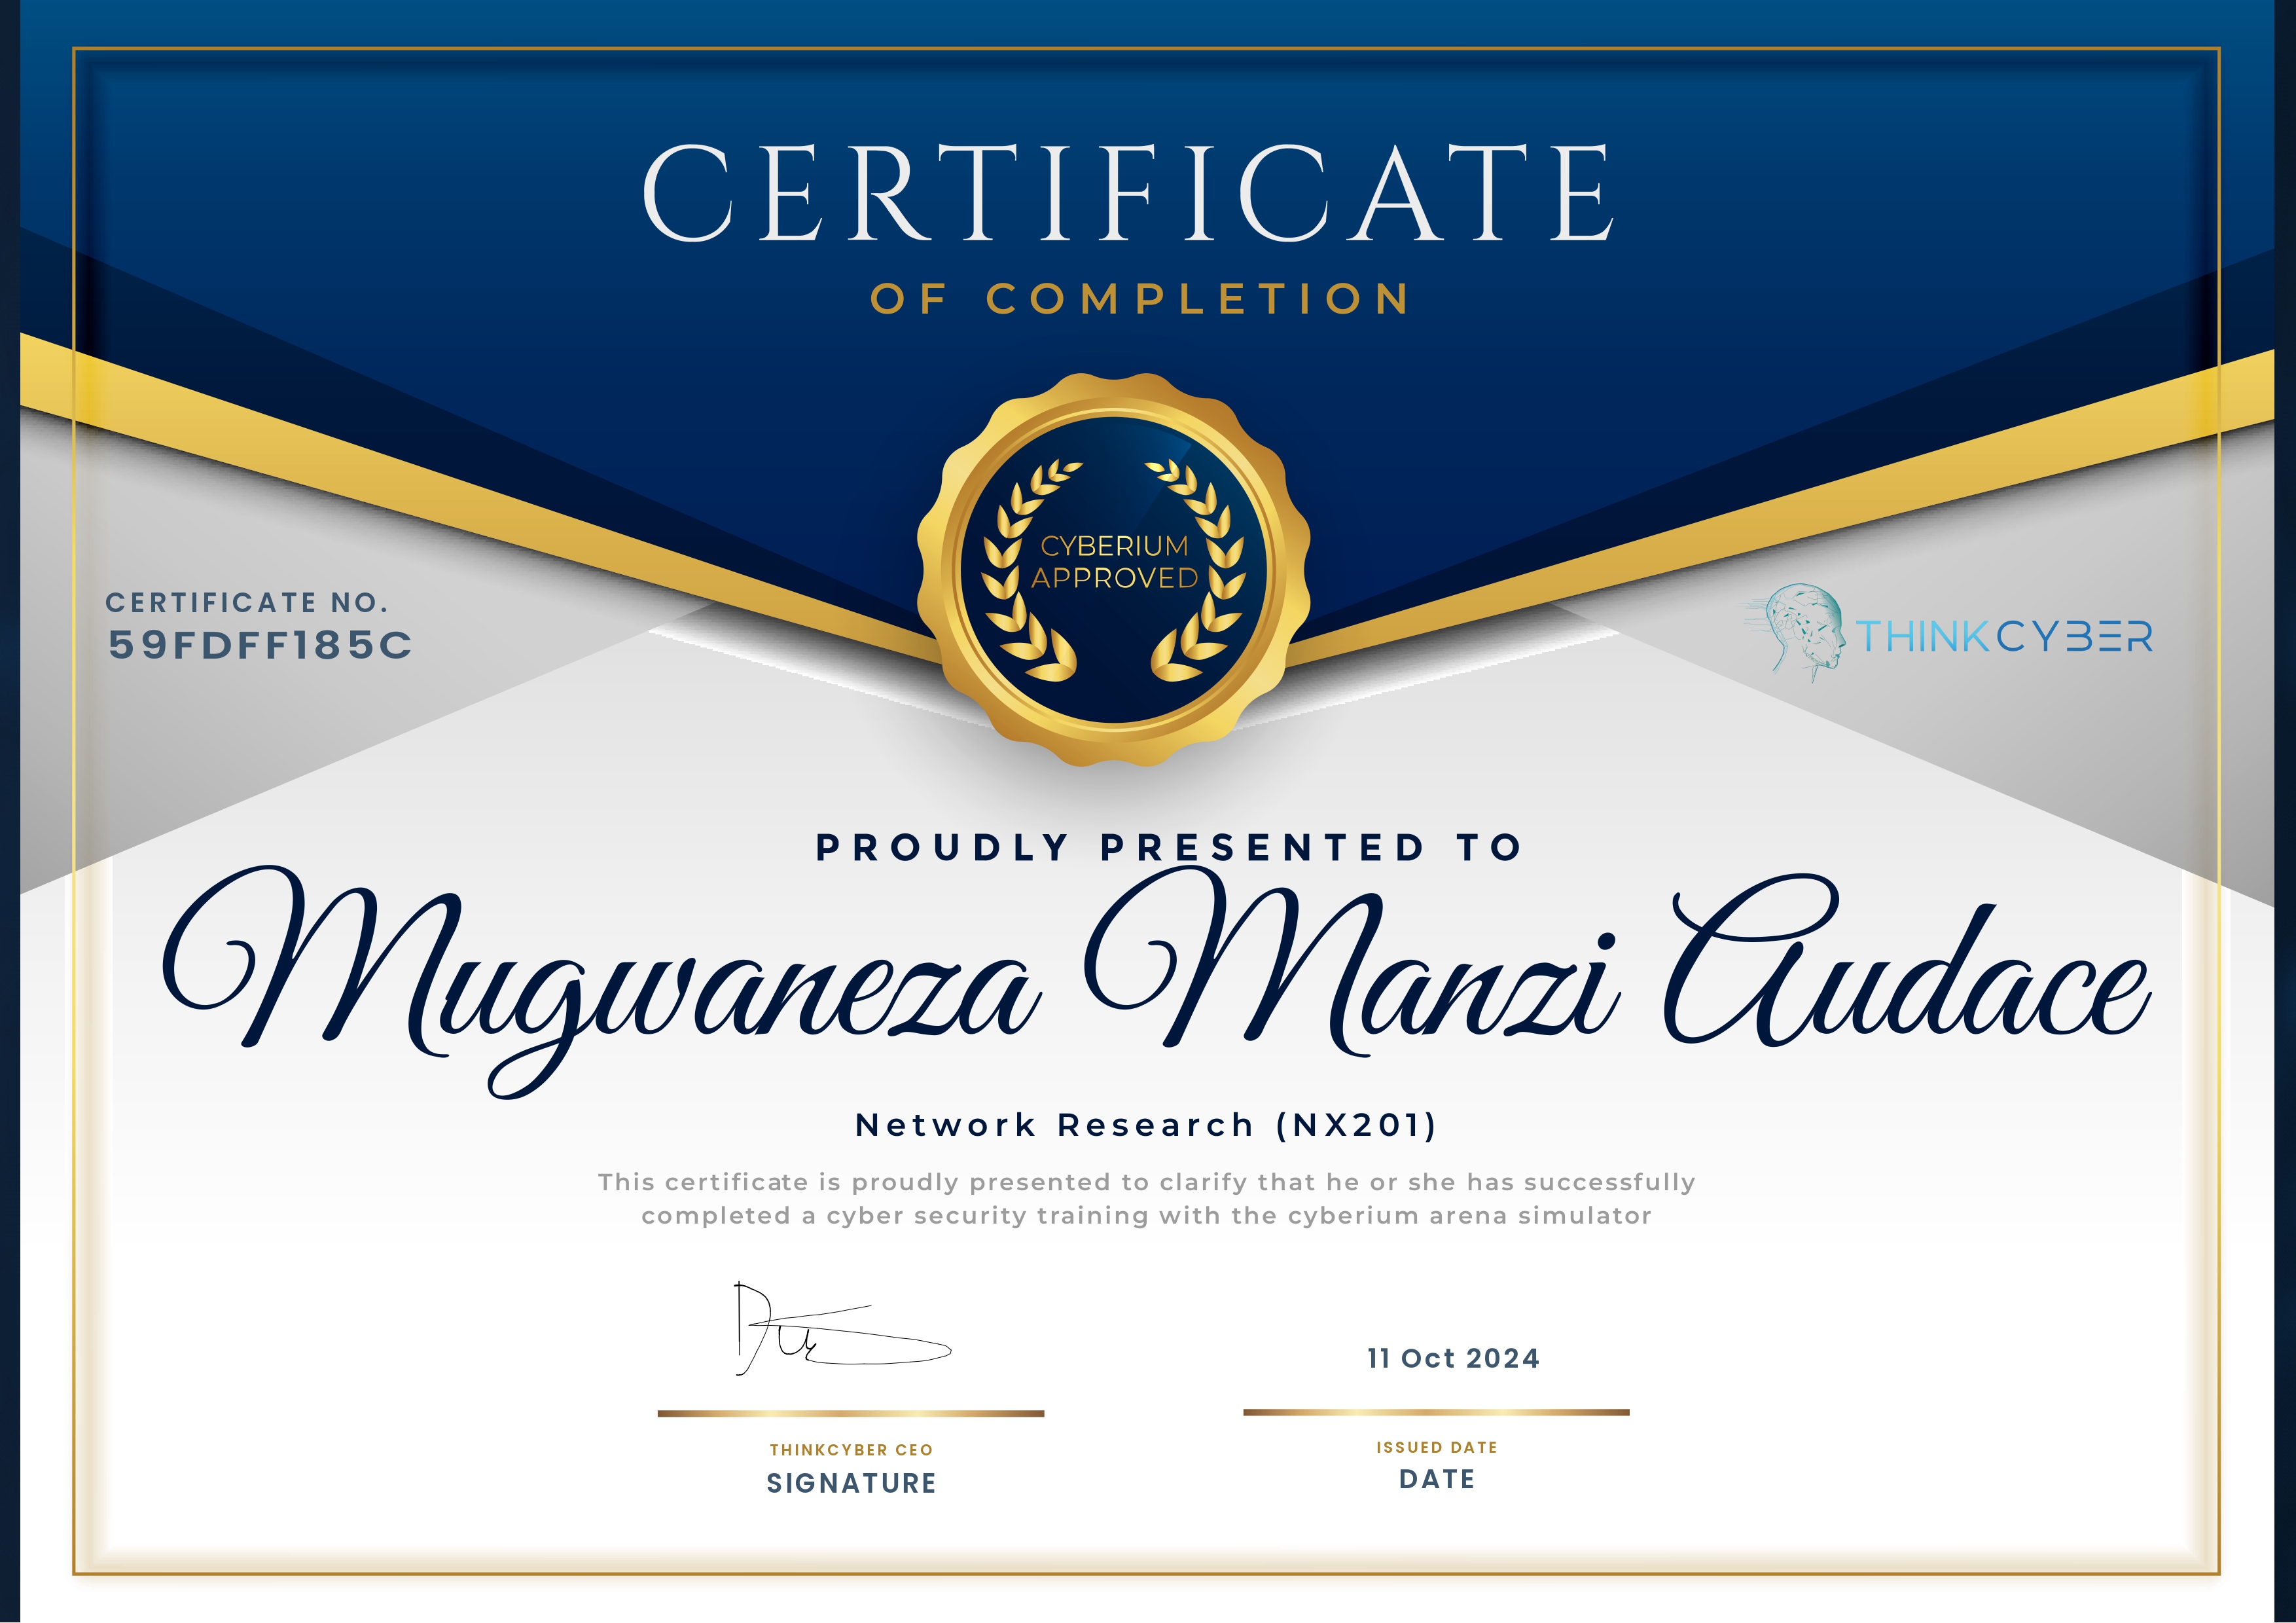 CERTIFICATE
OF COMPLETION
CYBERIUM
APPROVED
CERTIFICATE NO.
59FDFF185C
THINKCYBER
PROUDLY PRESENTED TO
Mugwaneza Manzi Audace
Network Research (NX201)
This certificate is proudly presented to clarify that he or she has successfully
completed a cyber security training with the cyberium arena simulator
11 Oct 2024
THINKCYBER CEO
SIGNATURE
ISSUED DATE
DATE